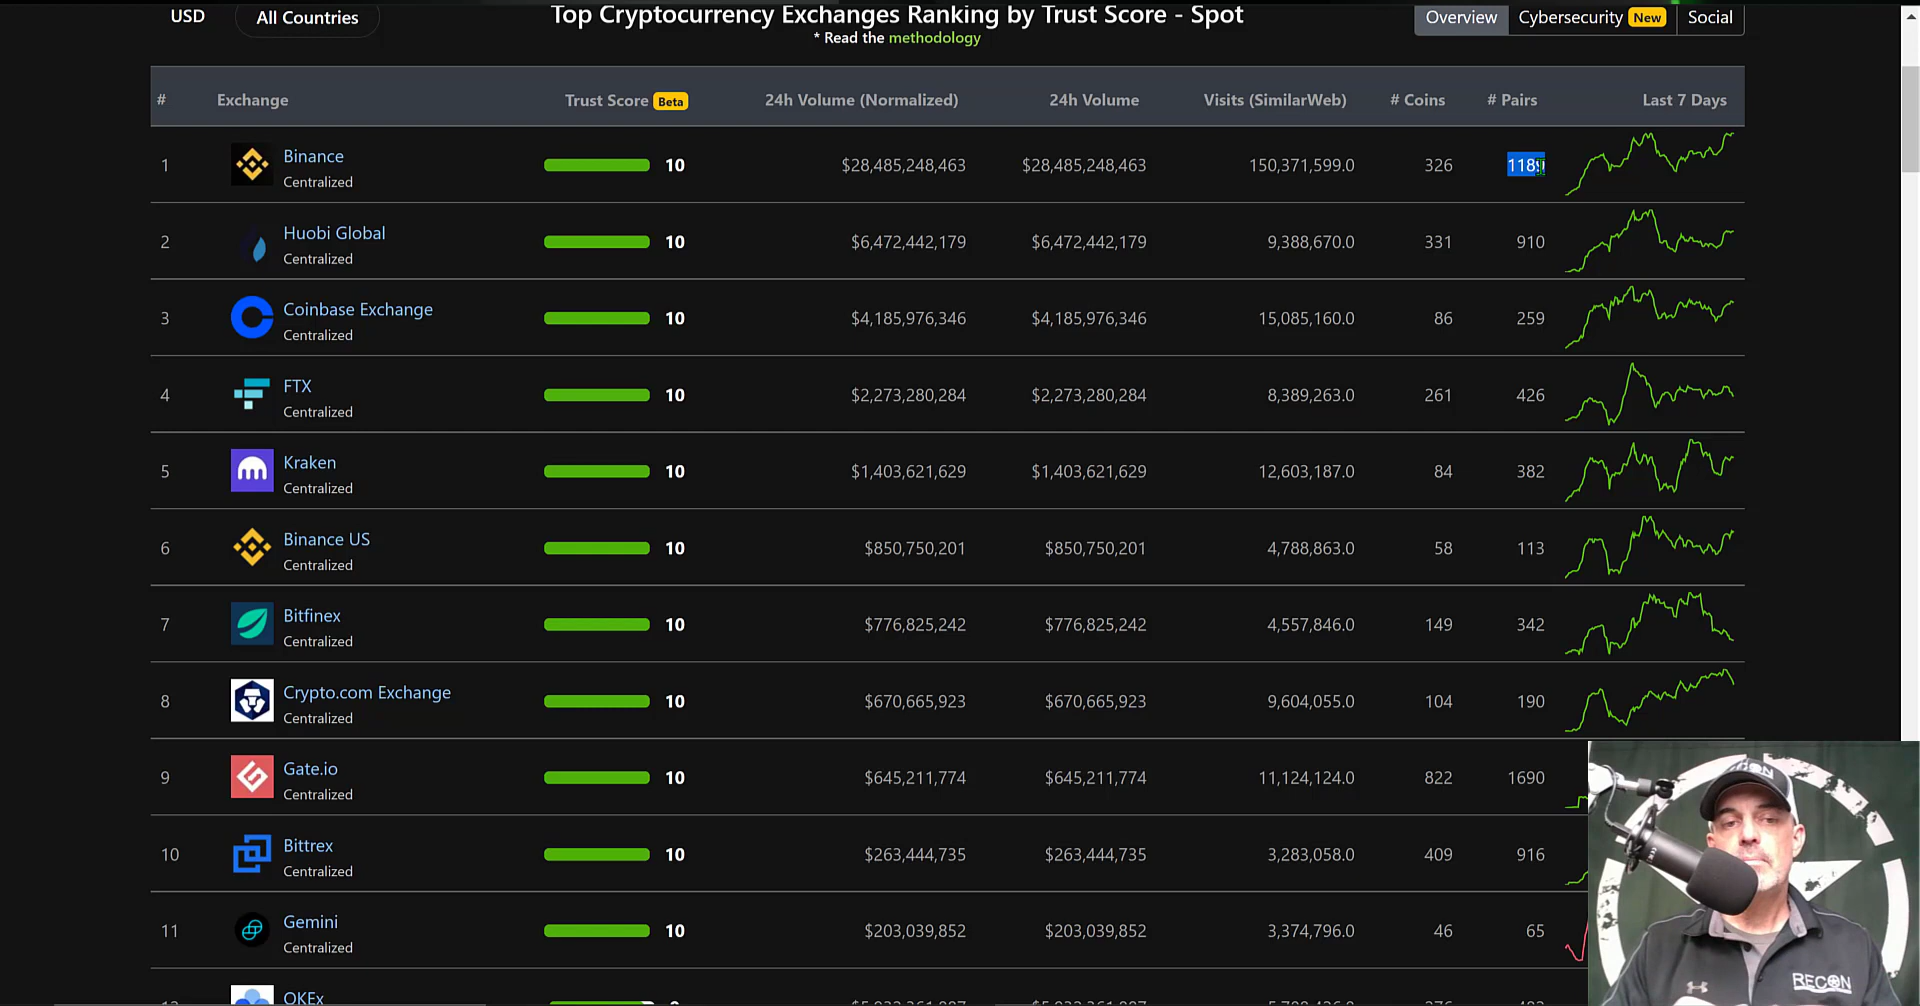 USD
All Countries
Top Cryptocurrency Exchanges Ranking by Trust Score - Spot
* Read the methodology
Overview
Cybersecurity New
Social
# Exchange Trust Score Beta 24h Volume (Normalized) 24h Volume Visits (SimilarWeb) # Coins # Pairs Last 7 Days
1 Binance 10 $28,485,248,463 $28,485,248,463 150,371,599.0 326
Centralized
2 Huobi Global 10 $6,472,442,179 $6,472,442,179 9,388,670.0 331 910
Centralized
3 Coinbase Exchange 10 $4,185,976,346 $4,185,976,346 15,085,160.0 86 259
Centralized
4 FTX 10 $2,273,280,284 $2,273,280,284 8,389,263.0 261 426
Centralized
5 Kraken 10 $1,403,621,629 $1,403,621,629 12,603,187.0 84 382
Centralized
6 Binance US 10 $850,750,201 $850,750,201 4,788,863.0 58 113
Centralized
7 Bitfinex 10 $776,825,242 $776,825,242 4,557,846.0 149 342
Centralized
8 Crypto.com Exchange 10 $670,665,923 $670,665,923 9,604,055.0 104 190
Centralized
9 Gate.io 10 $645,211,774 $645,211,774 11,124,124.0 822 1690
Centralized
10 Bittrex 10 $263,444,735 $263,444,735 3,283,058.0 409 916
Centralized
11 Gemini 10 $203,039,852 $203,039,852 3,374,796.0 46 65
Centralized
OKEx
RECON
RECON